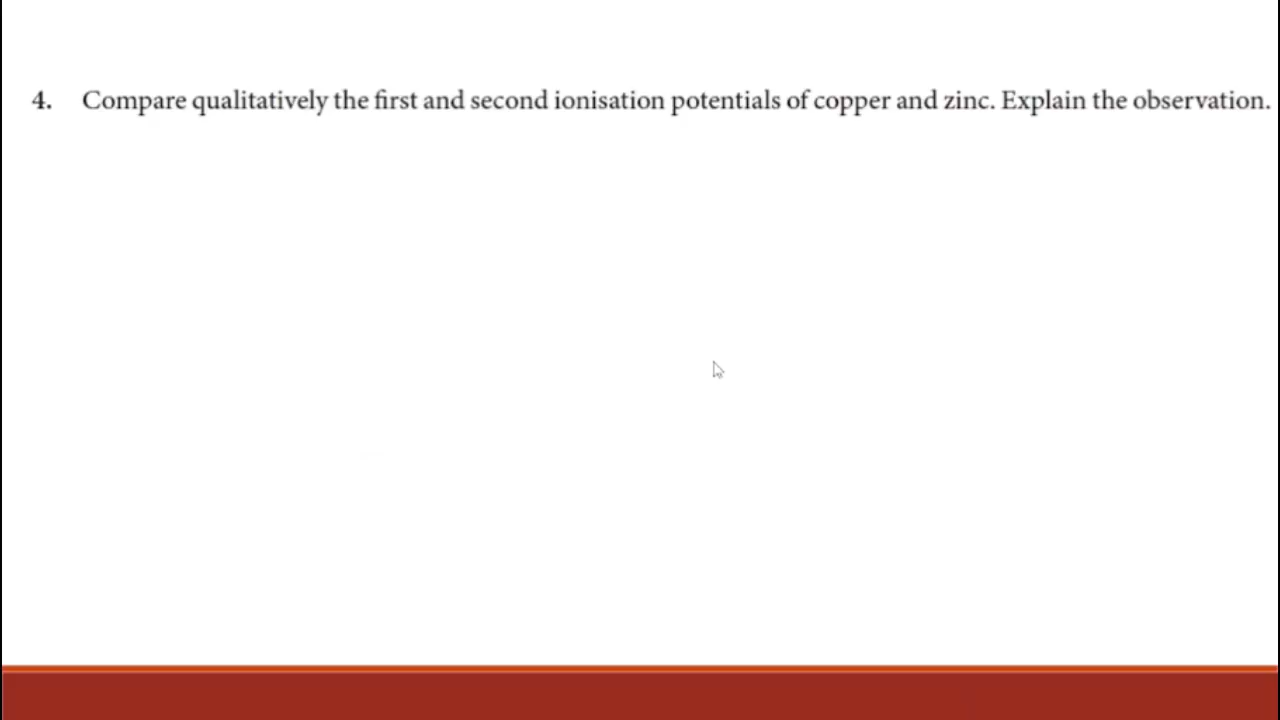 4. Compare qualitatively the first and second ionisation potentials of copper and zinc. Explain the observation.